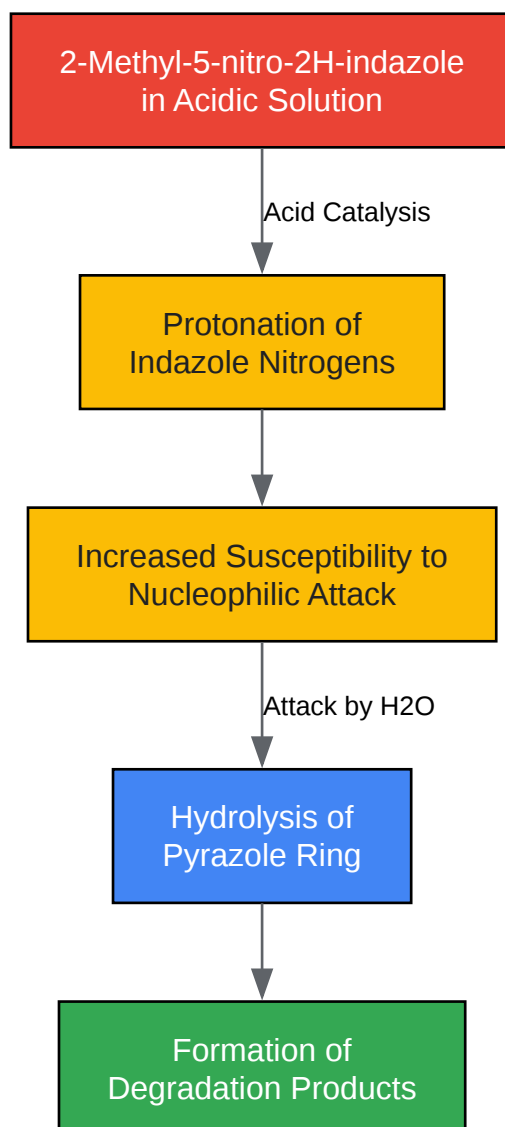 2-Methyl-5-nitro-2H-indazole
in Acidic Solution
Acid Catalysis
Protonation of
Indazole Nitrogens
Increased Susceptibility to
Nucleophilic Attack
Attack by H2O
Hydrolysis of
Pyrazole Ring
Formation of
Degradation Products